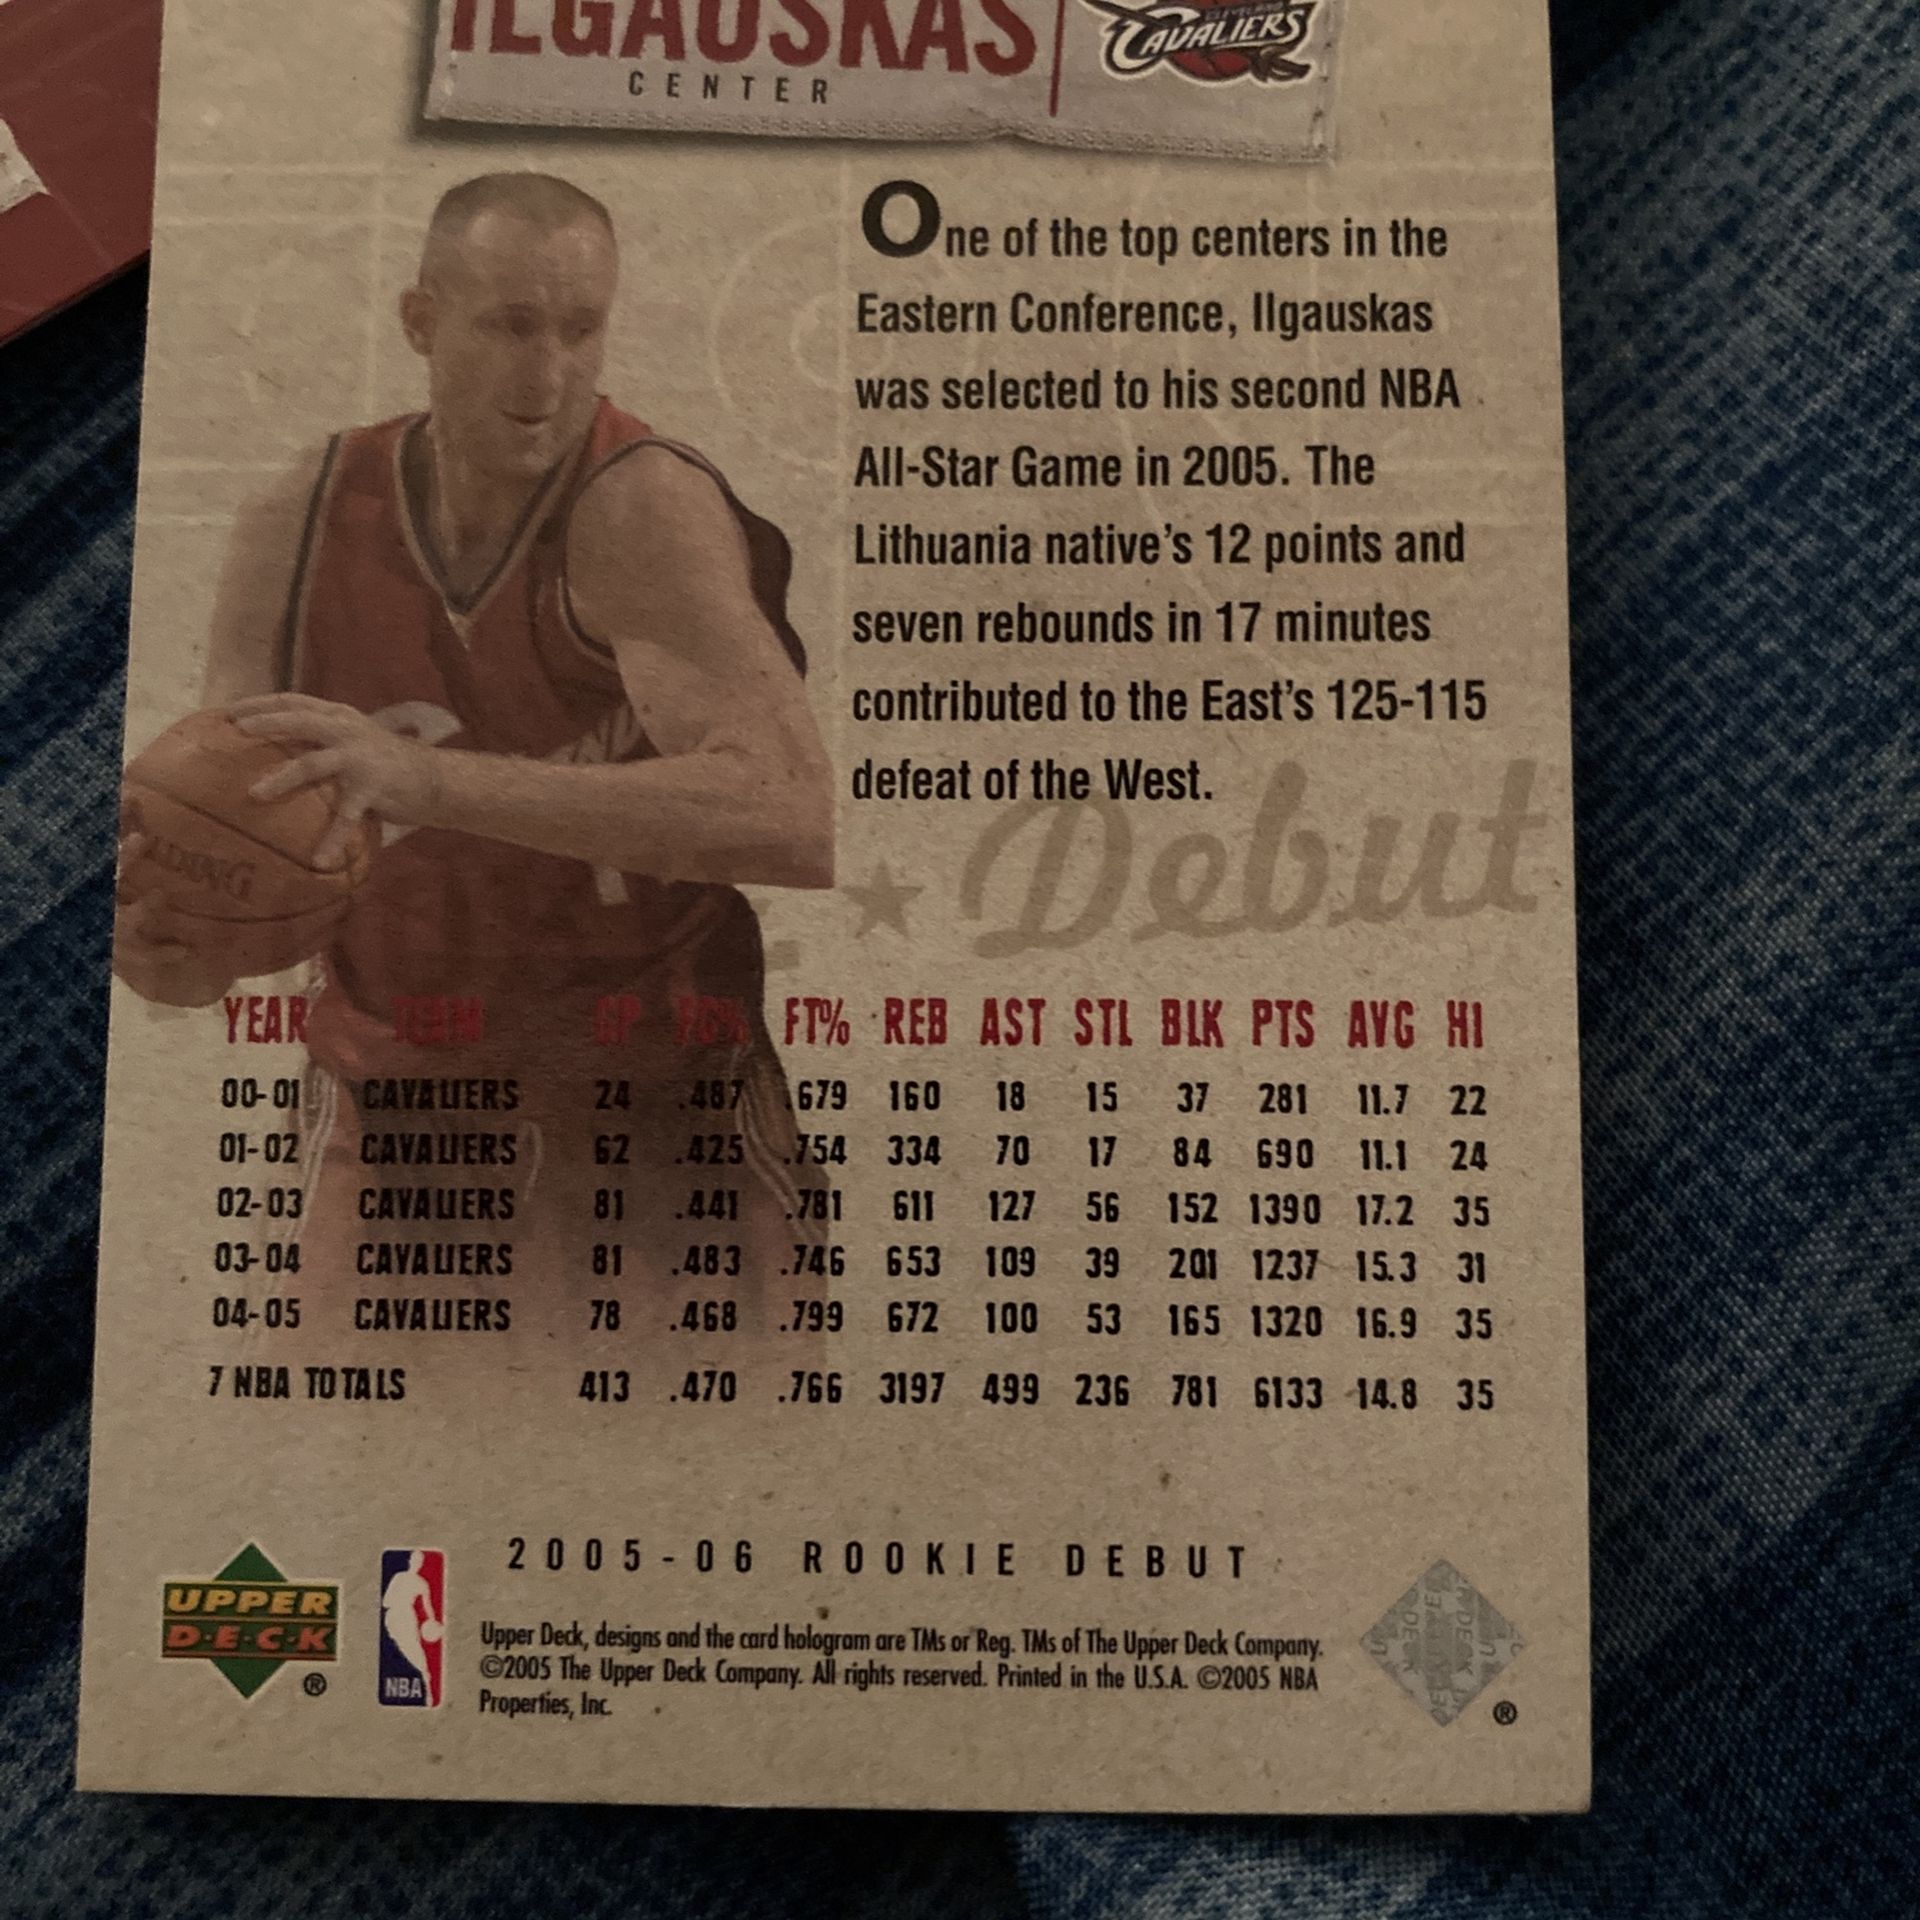 ILGAUSKAS
CENTER
CAVALIERS
One of the top centers in the
Eastern Conference, Ilgauskas
was selected to his second NBA
All-Star Game in 2005. The
Lithuania native's 12 points and
seven rebounds in 17 minutes
contributed to the East's 125-115
defeat of the West.
Debut
YEAR TEAM GP FG% FT% REB AST STL BLK PTS AVG HI
00-01 CAVALIERS 24 .487 .679 160 18 15 37 281 11.7 22
01-02 CAVALIERS 62 .425 .754 334 70 17 84 690 11.1 24
02-03 CAVALIERS 81 .441 .781 611 127 56 152 1390 17.2 35
03-04 CAVALIERS 81 .483 .746 653 109 39 201 1237 15.3 31
04-05 CAVALIERS 78 .468 .799 672 100 53 165 1320 16.9 35
7 NBA TOTALS 413 .470 .766 3197 499 236 781 6133 14.8 35
2005-06 ROOKIE DEBUT
UPPER
D·E·C·K
®
NBA
Upper Deck, designs and the card hologram are TMs or Reg. TMs of The Upper Deck Company.
©2005 The Upper Deck Company. All rights reserved. Printed in the U.S.A. ©2005 NBA
Properties, Inc.
®